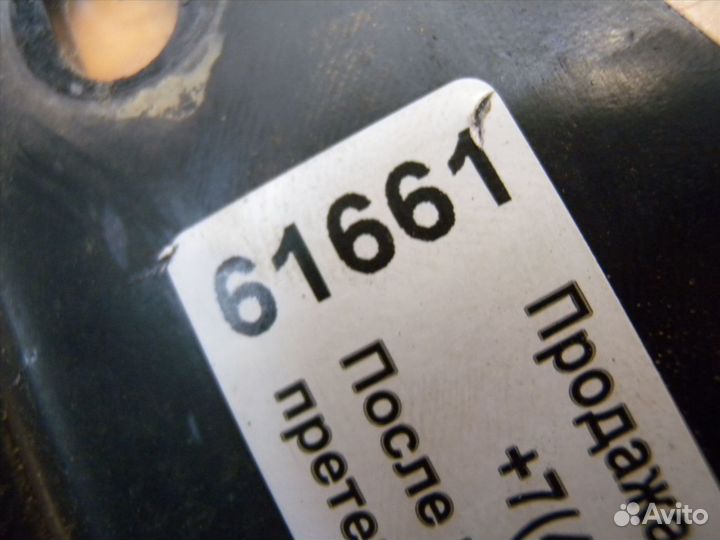 61661
Продажа
+7(
После
прете
Avito